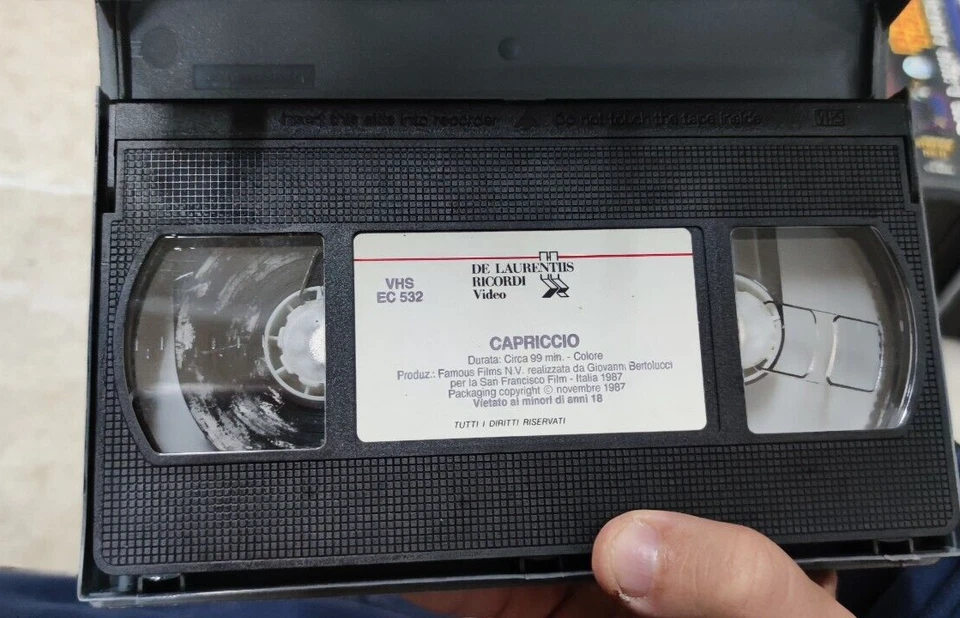 Insert this side into recorder
Do not touch the tape inside
VHS
DE LAURENTIIS
RICORDI
Video
VHS
EC 532
CAPRICCIO
Durata: Circa 99 min. - Colore
Produz.: Famous Films N.V. realizzata da Giovanni Bertolucci
per la San Francisco Film - Italia 1987
Packaging copyright © novembre 1987
Vietato ai minori di anni 18
TUTTI I DIRITTI RISERVATI